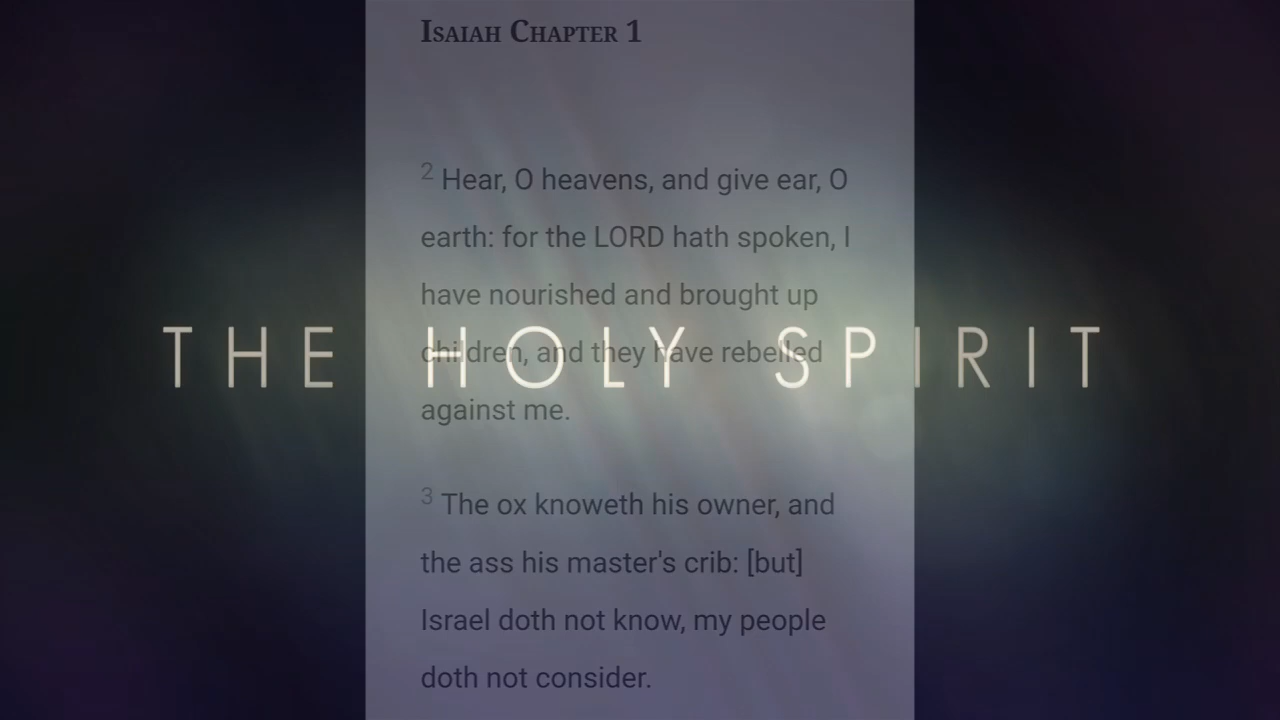 Isaiah Chapter 1
2 Hear, O heavens, and give ear, O
earth: for the LORD hath spoken, I
have nourished and brought up
children, and they have rebelled
THE HOLY SPIRIT
against me.
3 The ox knoweth his owner, and
the ass his master's crib: [but]
Israel doth not know, my people
doth not consider.